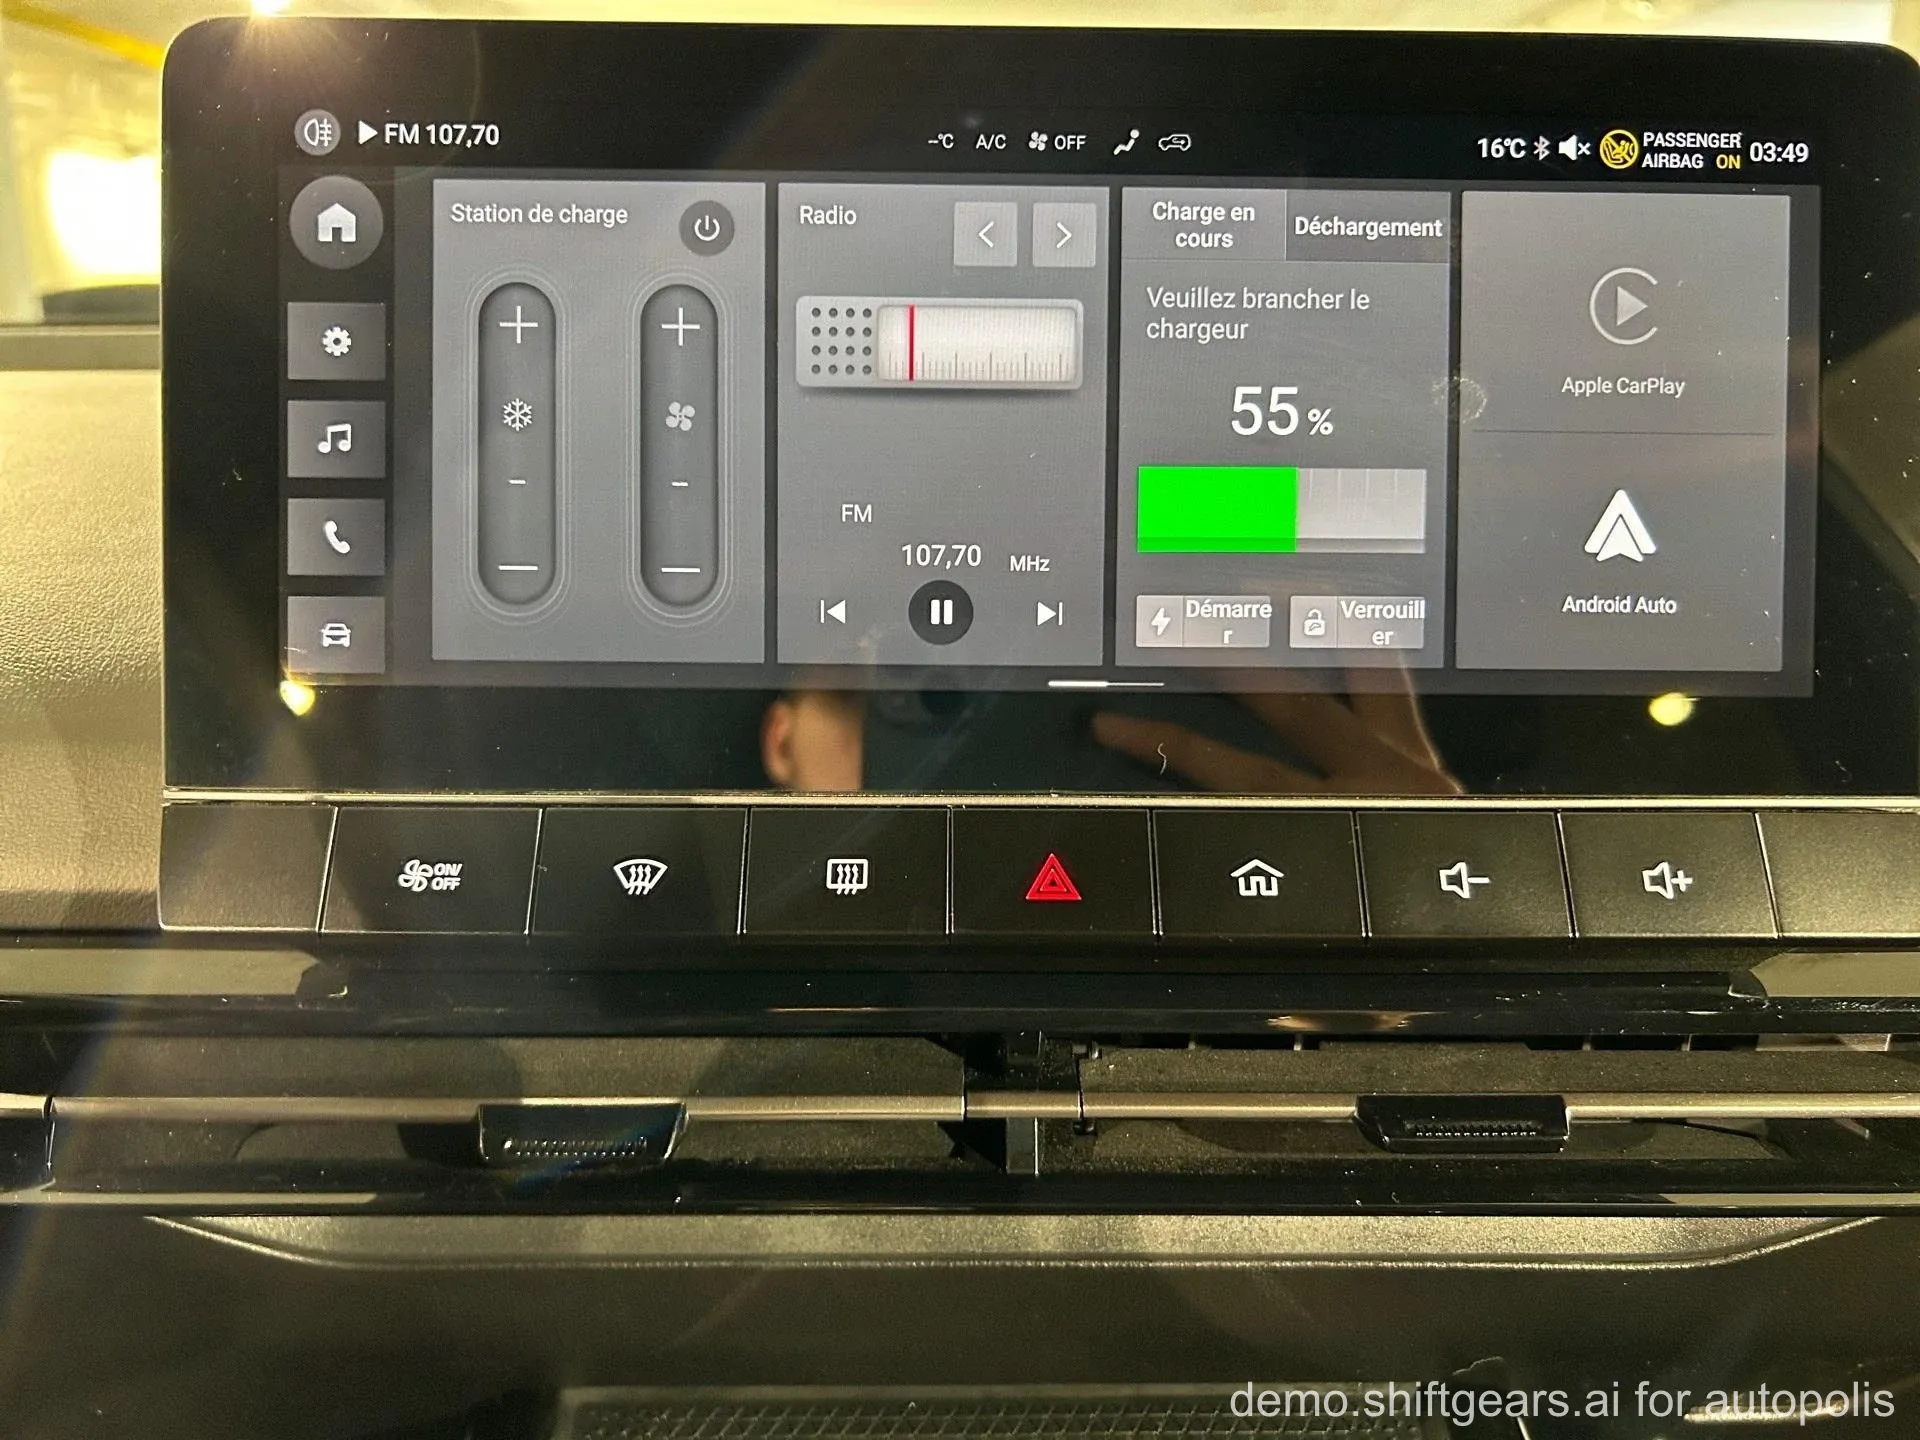 FM 107,70
--°C A/C OFF
16°C PASSENGER AIRBAG ON 03:49
Station de charge
Radio
FM
107,70 MHz
Charge en
cours
Déchargement
Veuillez brancher le
chargeur
55 %
Démarre
r
Verrouill
er
Apple CarPlay
Android Auto
ON/
OFF
demo.shiftgears.ai for autopolis